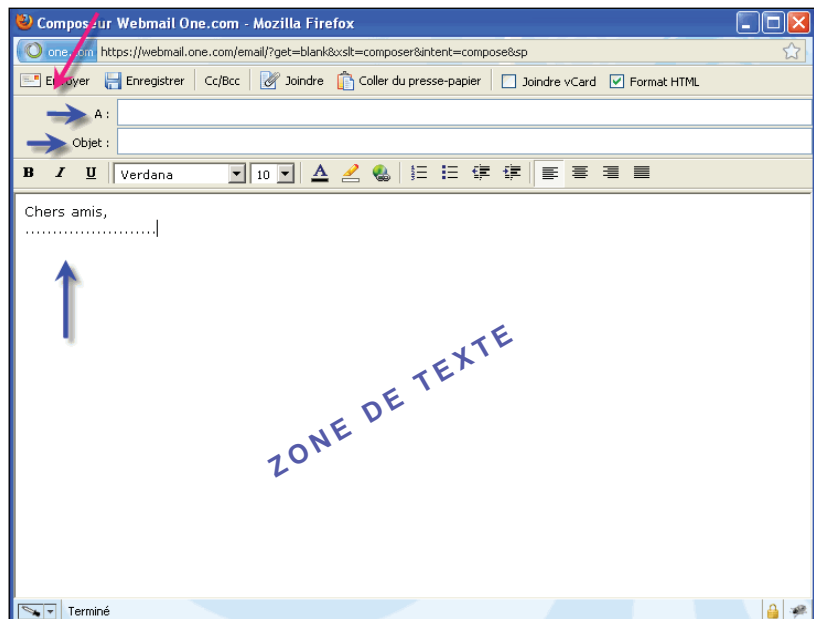 Composeur Webmail One.com - Mozilla Firefox
one.com https://webmail.one.com/email/?get=blank&xslt=composer&intent=compose&sp
Envoyer Enregistrer Cc/Bcc Joindre Coller du presse-papier Joindre vCard Format HTML
A :
Objet :
B I U Verdana 10 A
Chers amis,
........................
ZONE DE TEXTE
Terminé